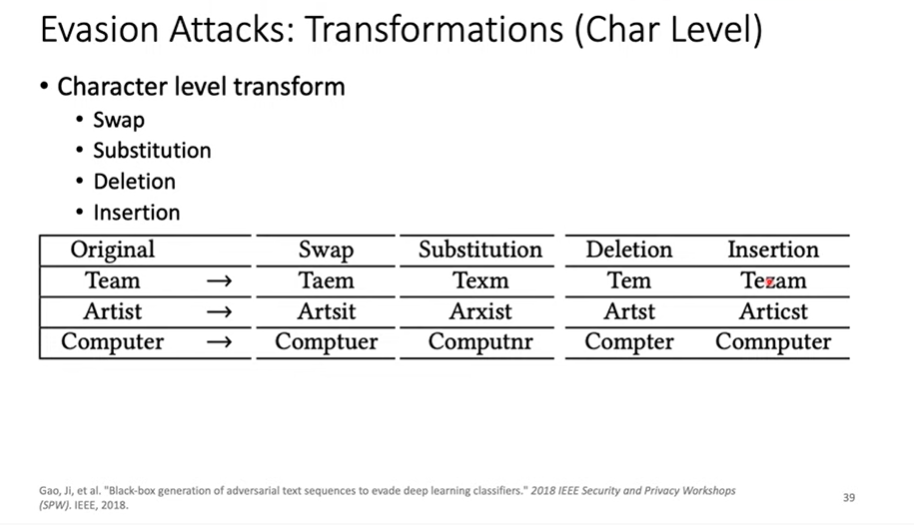 Evasion Attacks: Transformations (Char Level)
• Character level transform
• Swap
• Substitution
• Deletion
• Insertion
Original Swap Substitution Deletion Insertion
Team → Taem Texm Tem Tezam
Artist → Artsit Arxist Artst Articst
Computer → Comptuer Computnr Compter Comnputer
Gao, Ji, et al. "Black-box generation of adversarial text sequences to evade deep learning classifiers." 2018 IEEE Security and Privacy Workshops
(SPW). IEEE, 2018.
39